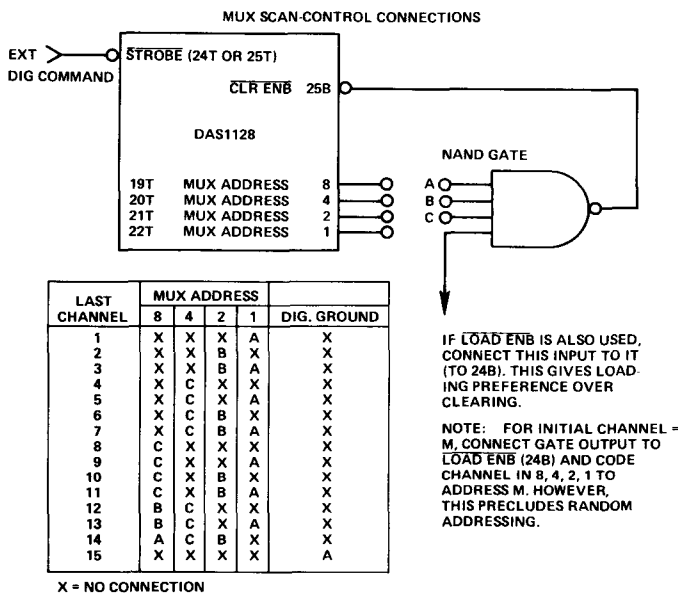 MUX SCAN-CONTROL CONNECTIONS
EXT
DIG COMMAND
STROBE (24T OR 25T)
CLR ENB 25B
DAS1128
19T MUX ADDRESS 8
20T MUX ADDRESS 4
21T MUX ADDRESS 2
22T MUX ADDRESS 1
NAND GATE
A
B
C
LAST CHANNEL MUX ADDRESS
8 4 2 1 DIG. GROUND
1 X X X A X
2 X X B X X
3 X X B A X
4 X C X X X
5 X C X A X
6 X C B X X
7 X C B A X
8 C X X X X
9 C X X A X
10 C X B X X
11 C X B A X
12 B C X X X
13 B C X A X
14 A C B X X
15 X X X X A
X = NO CONNECTION
IF LOAD ENB IS ALSO USED,
CONNECT THIS INPUT TO IT
(TO 24B). THIS GIVES LOAD-
ING PREFERENCE OVER
CLEARING.
NOTE: FOR INITIAL CHANNEL =
M, CONNECT GATE OUTPUT TO
LOAD ENB (24B) AND CODE
CHANNEL IN 8, 4, 2, 1 TO
ADDRESS M. HOWEVER,
THIS PRECLUDES RANDOM
ADDRESSING.